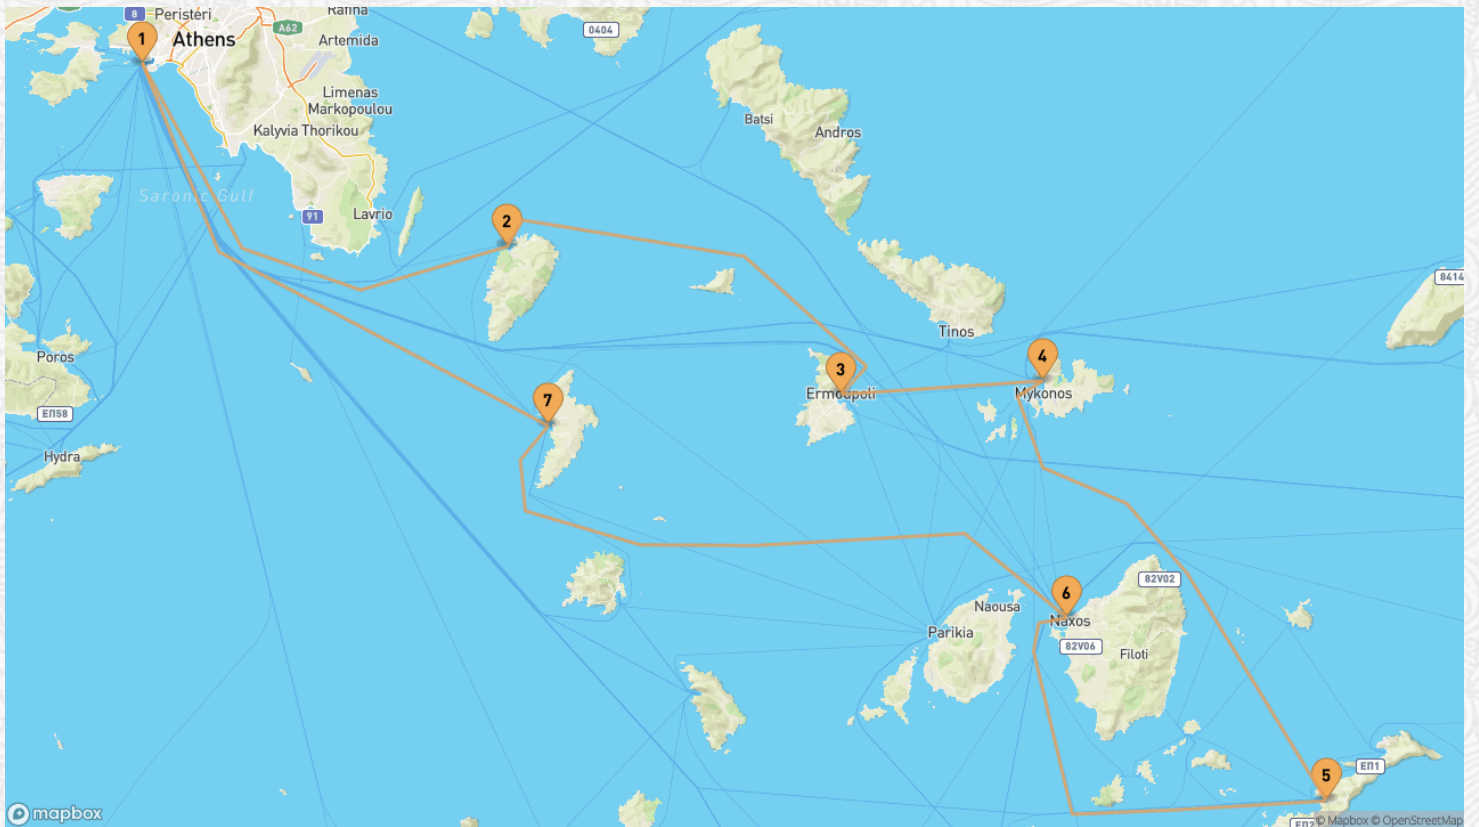 8
Peristéri
Rafina
A62
0404
1
Athens
Artemida
Limenas
Markopoulou
Kalyvia Thorikou
Batsi
Andros
Saronic Gulf
91
Lavrio
2
8414
Tinos
Poros
3
4
Ermoupoli
Mykonos
7
ΕΠ58
Hydra
82V02
6
Naousa
Naxos
Parikia
82V06
Filoti
5
ΕΠ1
mapbox
© Mapbox © OpenStreetMap